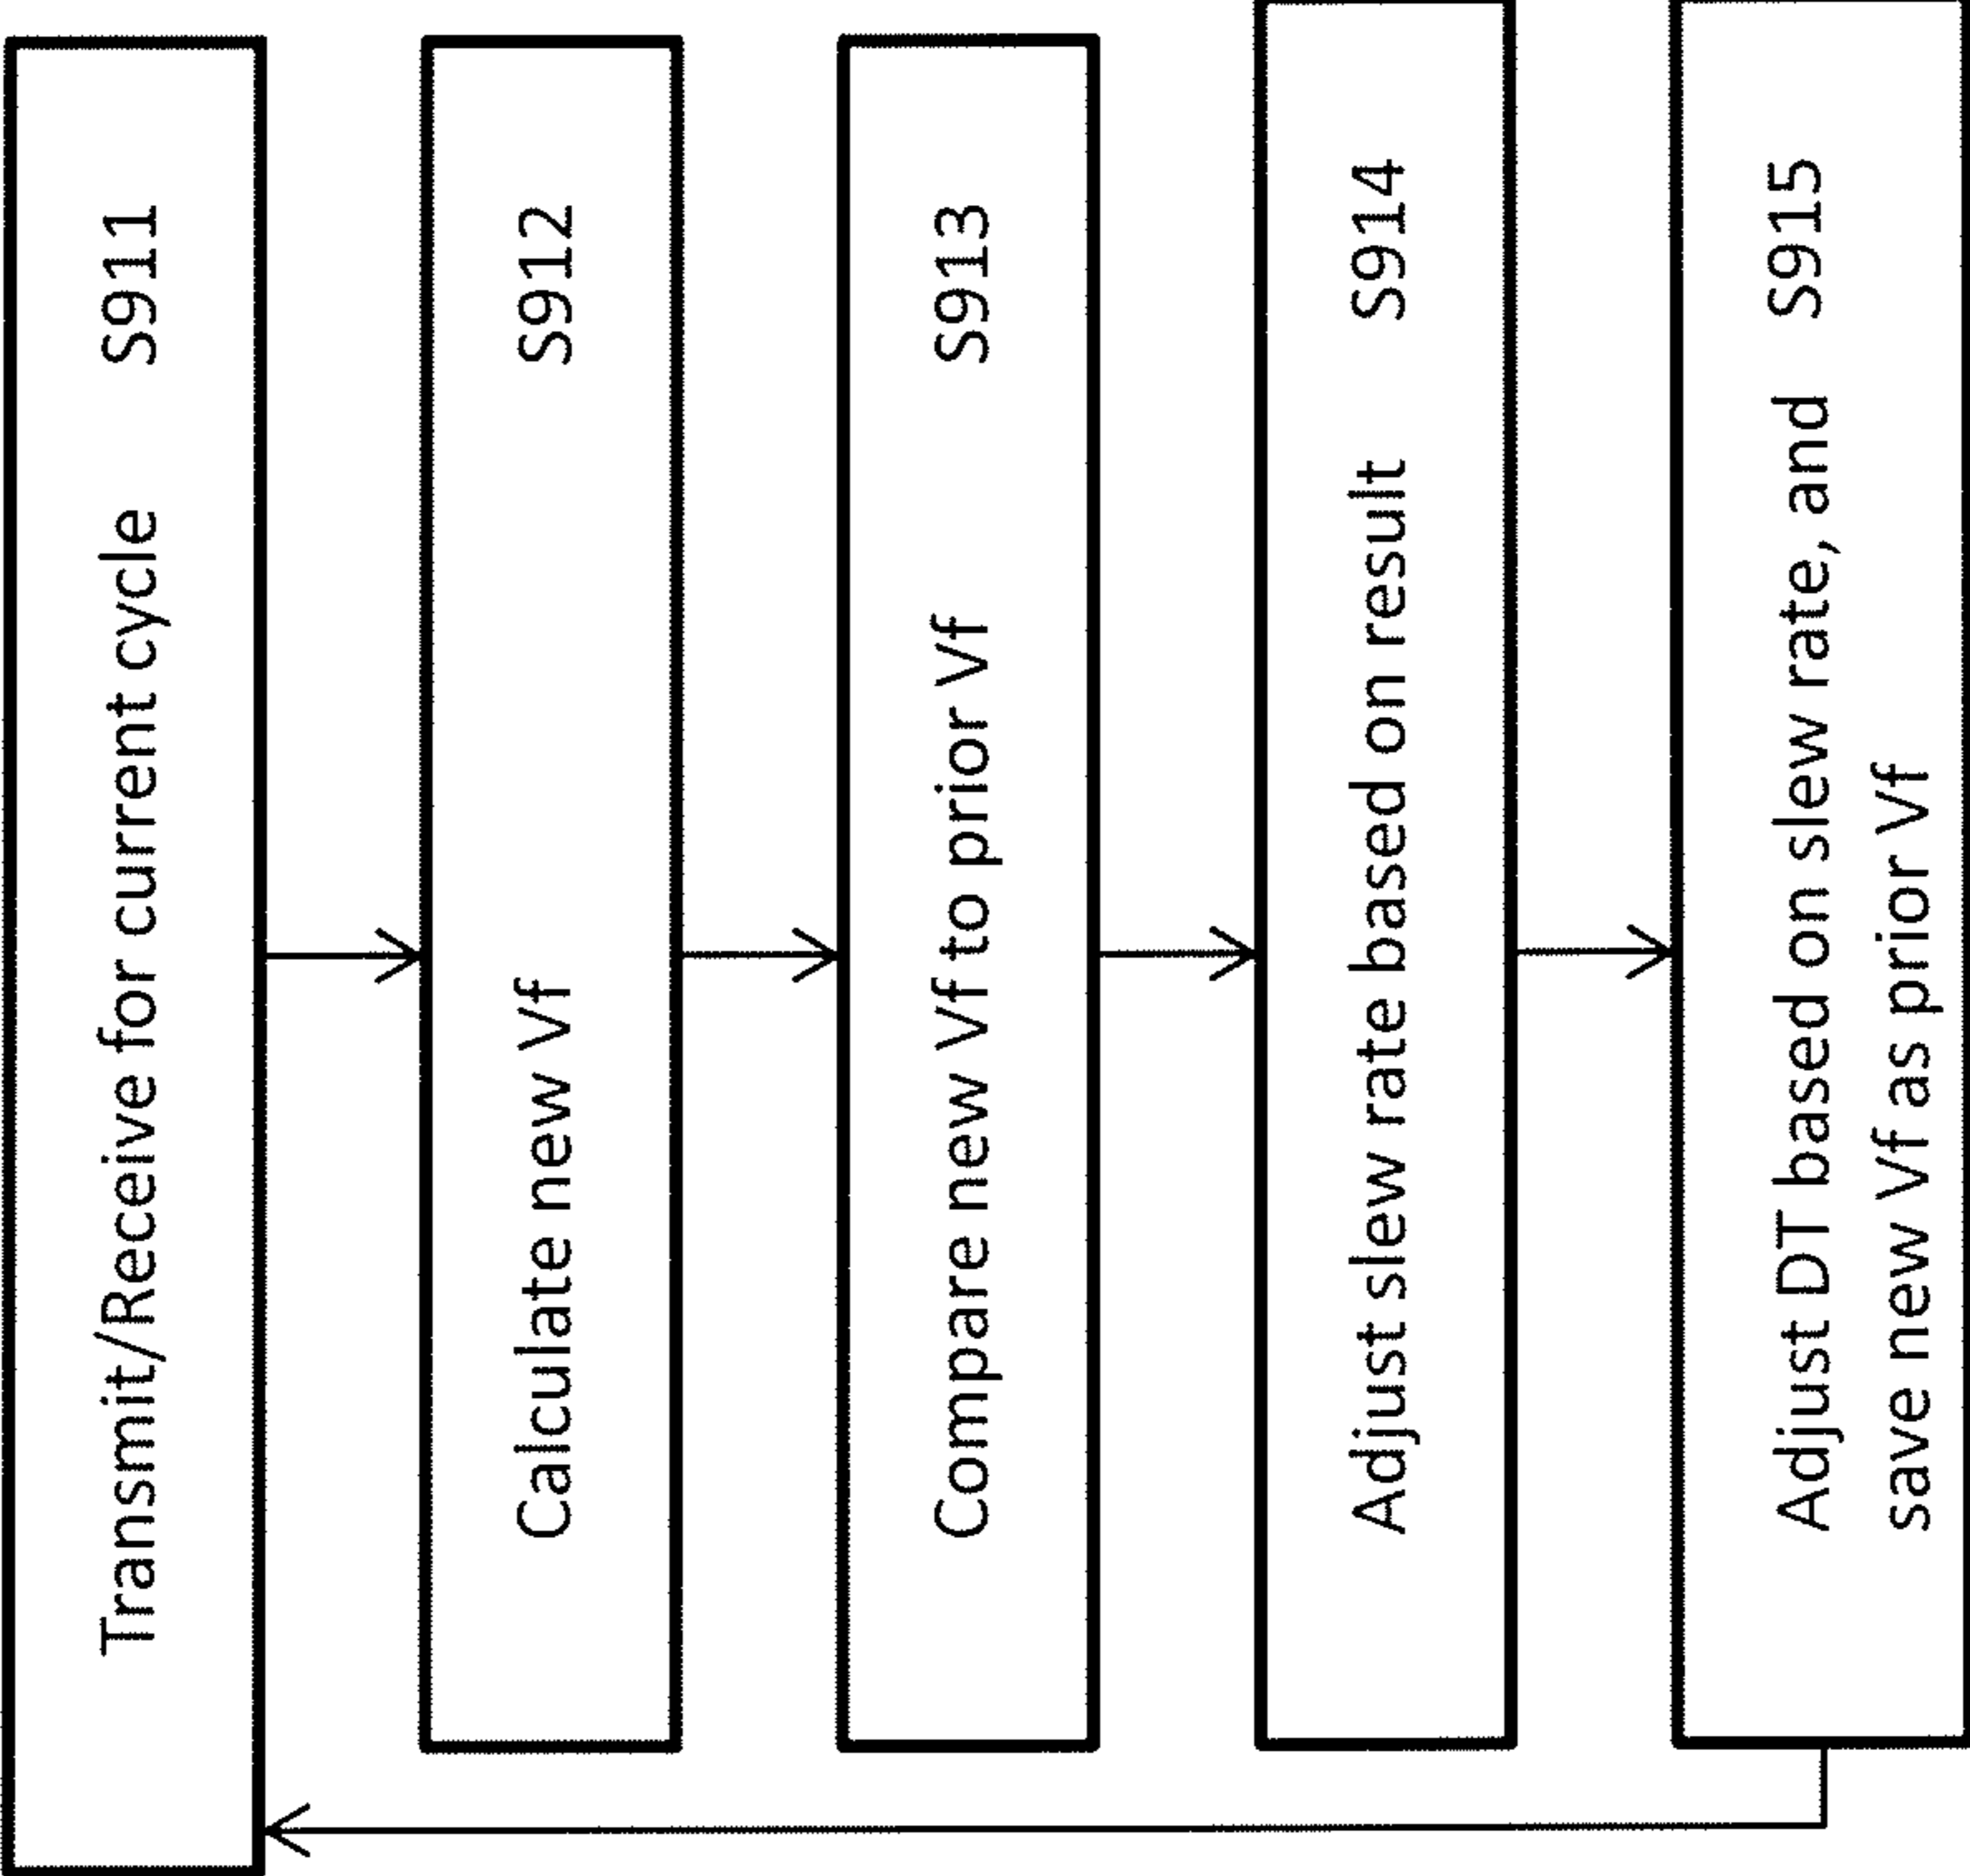 Transmit/Receive for current cycle S911
Calculate new Vf S912
Compare new Vf to prior Vf S913
Adjust slew rate based on result S914
Adjust DT based on slew rate, and S915
save new Vf as prior Vf